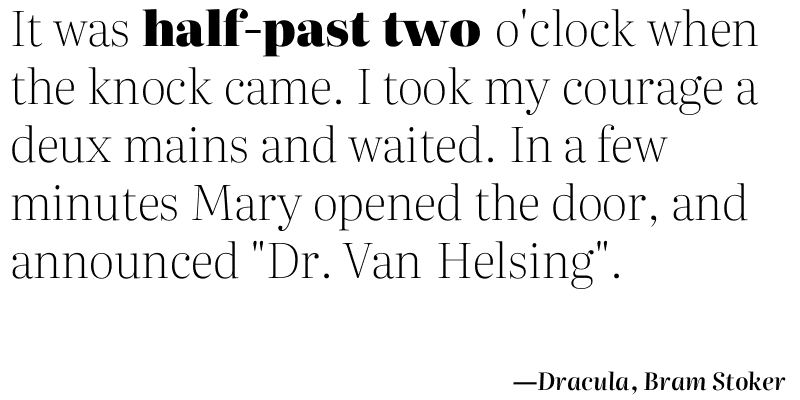 It was half-past two o'clock when
the knock came. I took my courage a
deux mains and waited. In a few
minutes Mary opened the door, and
announced "Dr. Van Helsing".
—Dracula, Bram Stoker